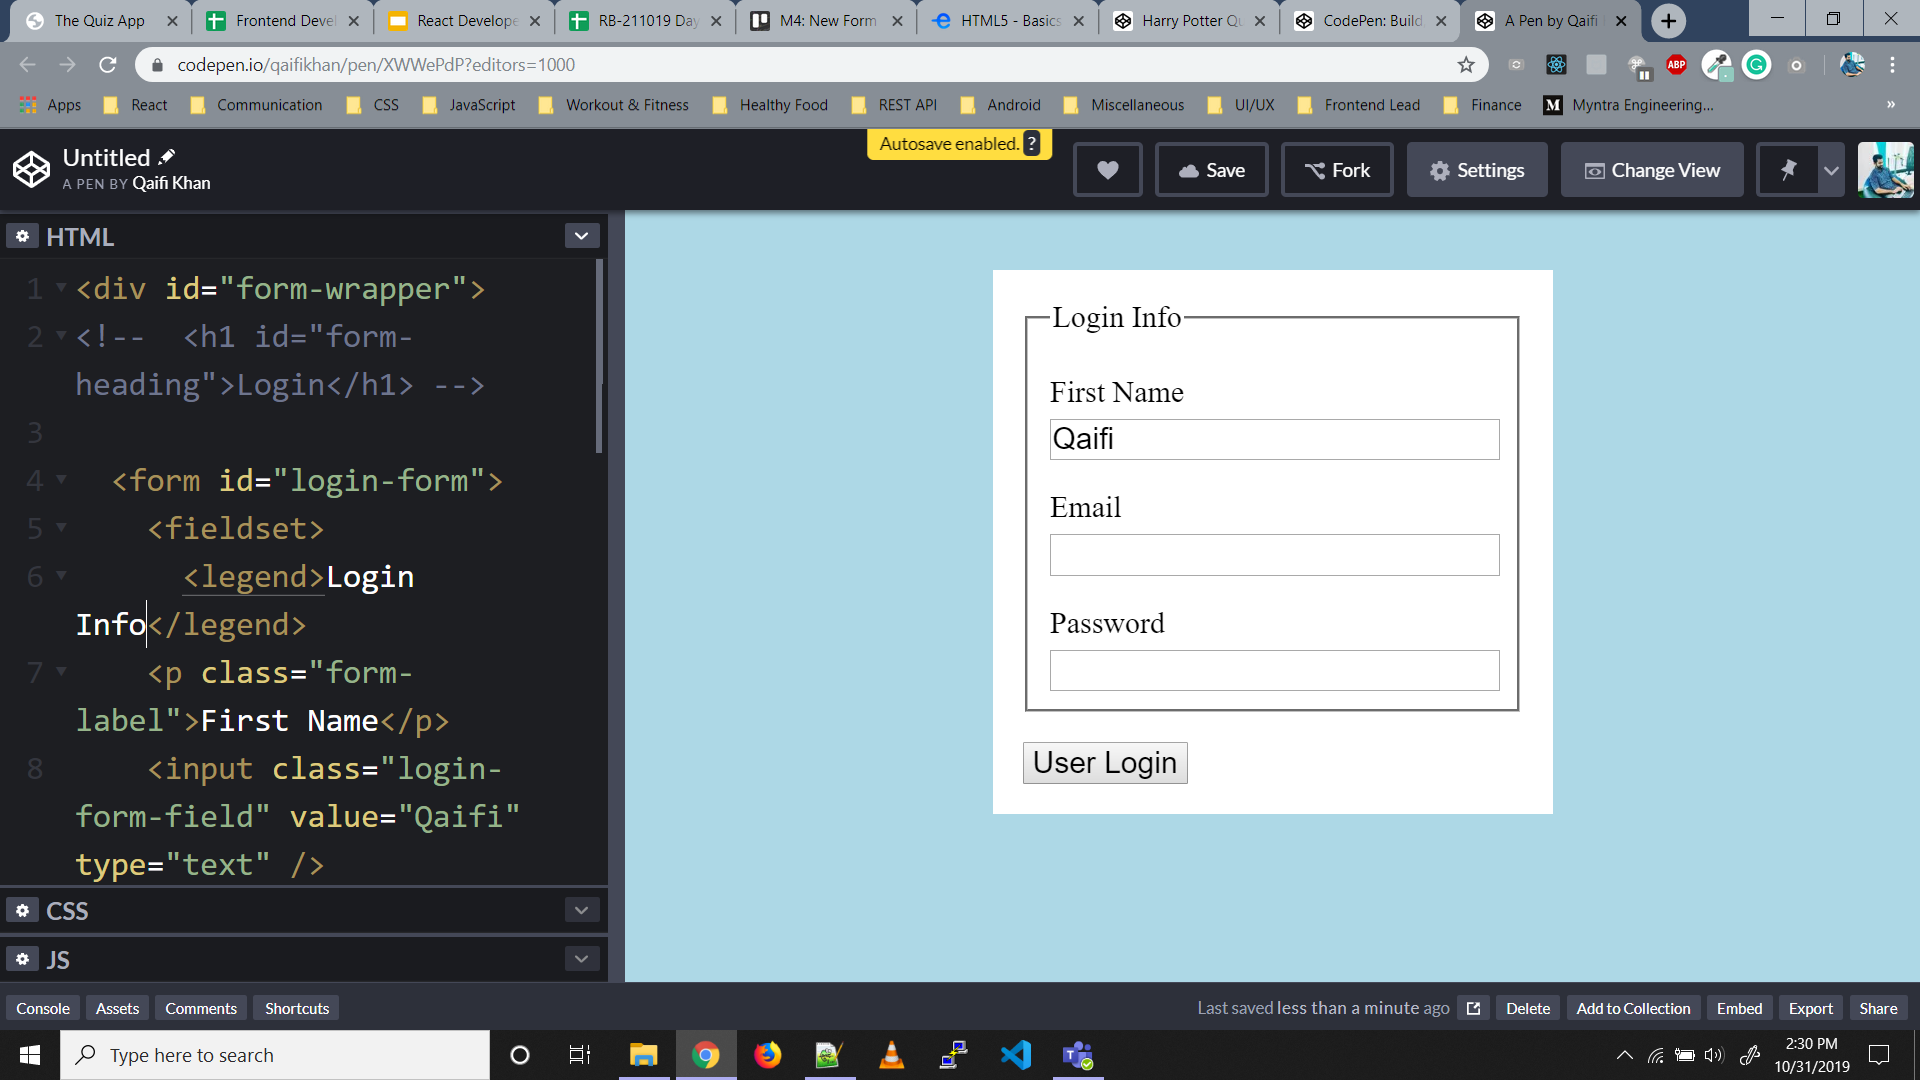 The Quiz App
Frontend Devel
React Develope
RB-211019 Day
M4: New Form
HTML5 - Basics
Harry Potter Qu
CodePen: Build
A Pen by Qaifi
codepen.io/qaifikhan/pen/XWWePdP?editors=1000
ABP
Apps React Communication CSS JavaScript Workout & Fitness Healthy Food REST API Android Miscellaneous UI/UX Frontend Lead Finance M Myntra Engineering... »
Untitled
A PEN BY Qaifi Khan
Autosave enabled. ?
Save
Fork
Settings
Change View
HTML
1 <div id="form-wrapper">
2 <!--  <h1 id="form-
heading">Login</h1> -->
3
4 <form id="login-form">
5 <fieldset>
6 <legend>Login
Info</legend>
7 <p class="form-
label">First Name</p>
8 <input class="login-
form-field" value="Qaifi"
type="text" />
CSS
JS
Login Info
First Name
Qaifi
Email
Password
User Login
Console Assets Comments Shortcuts
Last saved less than a minute ago
Delete Add to Collection Embed Export Share
Type here to search
2:30 PM
10/31/2019